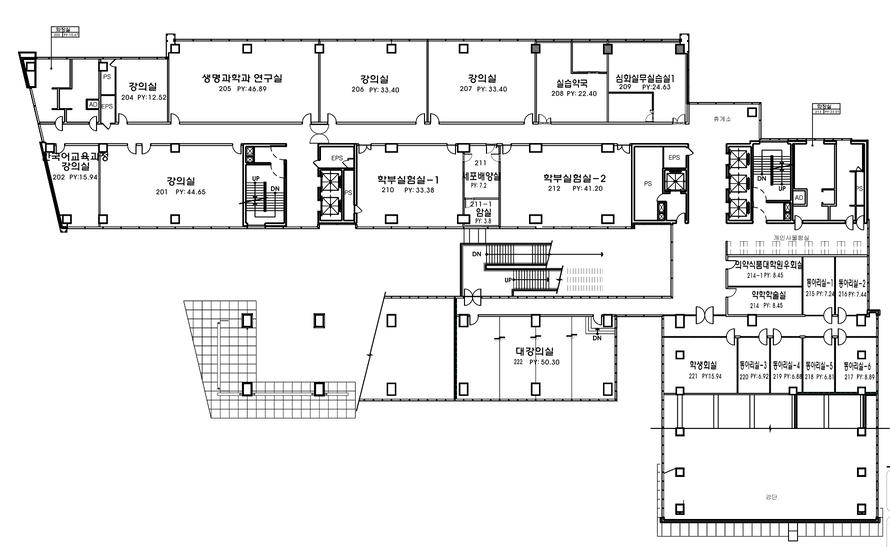 화장실
PS
EPS
AD
강의실
204 PY:12.52
생명과학과 연구실
205 PY:46.89
강의실
206 PY:33.40
강의실
207 PY:33.40
실습약국
208 PY:22.40
심화실무실습실1
209 PY:24.63
휴게소
화장실
한국어교육과정
강의실
202 PY:15.94
강의실
201 PY:44.65
UP
DN
EPS
PS
학부실험실-1
210 PY:33.38
211
세포배양실
PY: 7.2
211-1
암실
PY: 3.8
학부실험실-2
212 PY:41.20
EPS
PS
DN
UP
AD
PS
개인사물함실
DN
UP
의약식품대학원우회실
214-1 PY: 8.45
약학학술실
214 PY: 8.45
동아리실-1
215 PY:7.24
동아리실-2
216 PY:7.44
대강의실
222 PY:50.30
DN
학생회실
221 PY:15.94
동아리실-3
220 PY:6.92
동아리실-4
219 PY:6.88
동아리실-5
218 PY:6.81
동아리실-6
217 PY:8.89
강단